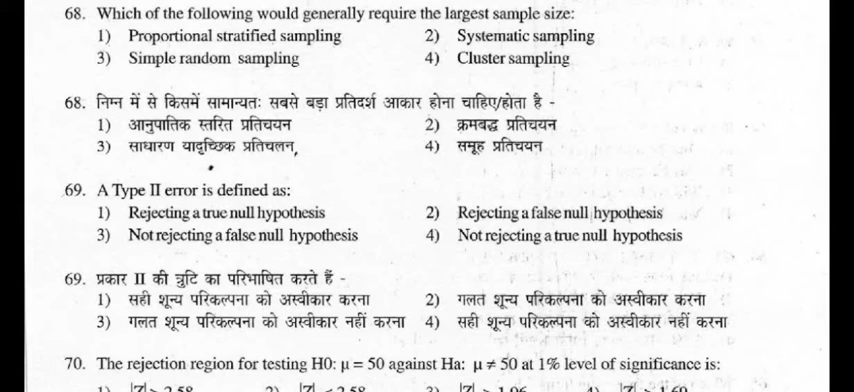 68. Which of the following would generally require the largest sample size:
1) Proportional stratified sampling 2) Systematic sampling
3) Simple random sampling 4) Cluster sampling
68. निम्न में से किसमें सामान्यतः सबसे बड़ा प्रतिदर्श आकार होना चाहिए/होता है -
1) आनुपातिक स्तरित प्रतिचयन 2) क्रमबद्ध प्रतिचयन
3) साधारण यादृच्छिक प्रतिचलन, 4) समूह प्रतिचयन
69. A Type II error is defined as:
1) Rejecting a true null hypothesis 2) Rejecting a false null hypothesis
3) Not rejecting a false null hypothesis 4) Not rejecting a true null hypothesis
69. प्रकार II की त्रुटि का परिभाषित करते हैं -
1) सही शून्य परिकल्पना को अस्वीकार करना 2) गलत शून्य परिकल्पना को अस्वीकार करना
3) गलत शून्य परिकल्पना को अस्वीकार नहीं करना 4) सही शून्य परिकल्पना को अस्वीकार नहीं करना
70. The rejection region for testing H0: μ = 50 against Ha: μ ≠ 50 at 1% level of significance is: